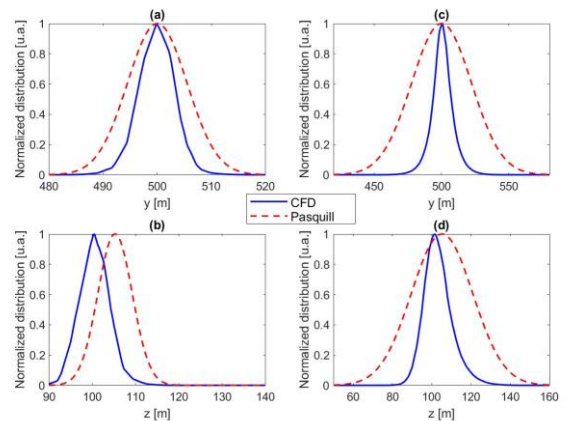 (a)
Normalized distribution [u.a.]
1
0.8
0.6
0.4
0.2
0
480 490 500 510 520
y [m]
(c)
Normalized distribution [u.a.]
1
0.8
0.6
0.4
0.2
0
450 500 550
y [m]
CFD
Pasquill
(b)
Normalized distribution [u.a.]
1
0.8
0.6
0.4
0.2
0
90 100 110 120 130 140
z [m]
(d)
Normalized distribution [u.a.]
1
0.8
0.6
0.4
0.2
0
60 80 100 120 140 160
z [m]